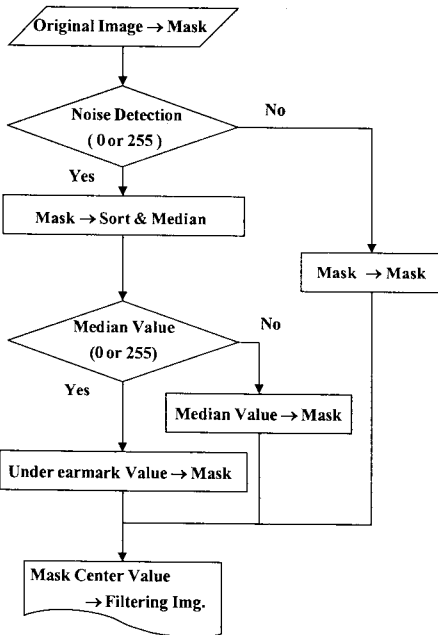 Original Image → Mask
Noise Detection
( 0 or 255 )
No
Yes
Mask → Sort & Median
Mask → Mask
Median Value
(0 or 255)
No
Yes
Median Value → Mask
Under earmark Value → Mask
Mask Center Value
→ Filtering Img.